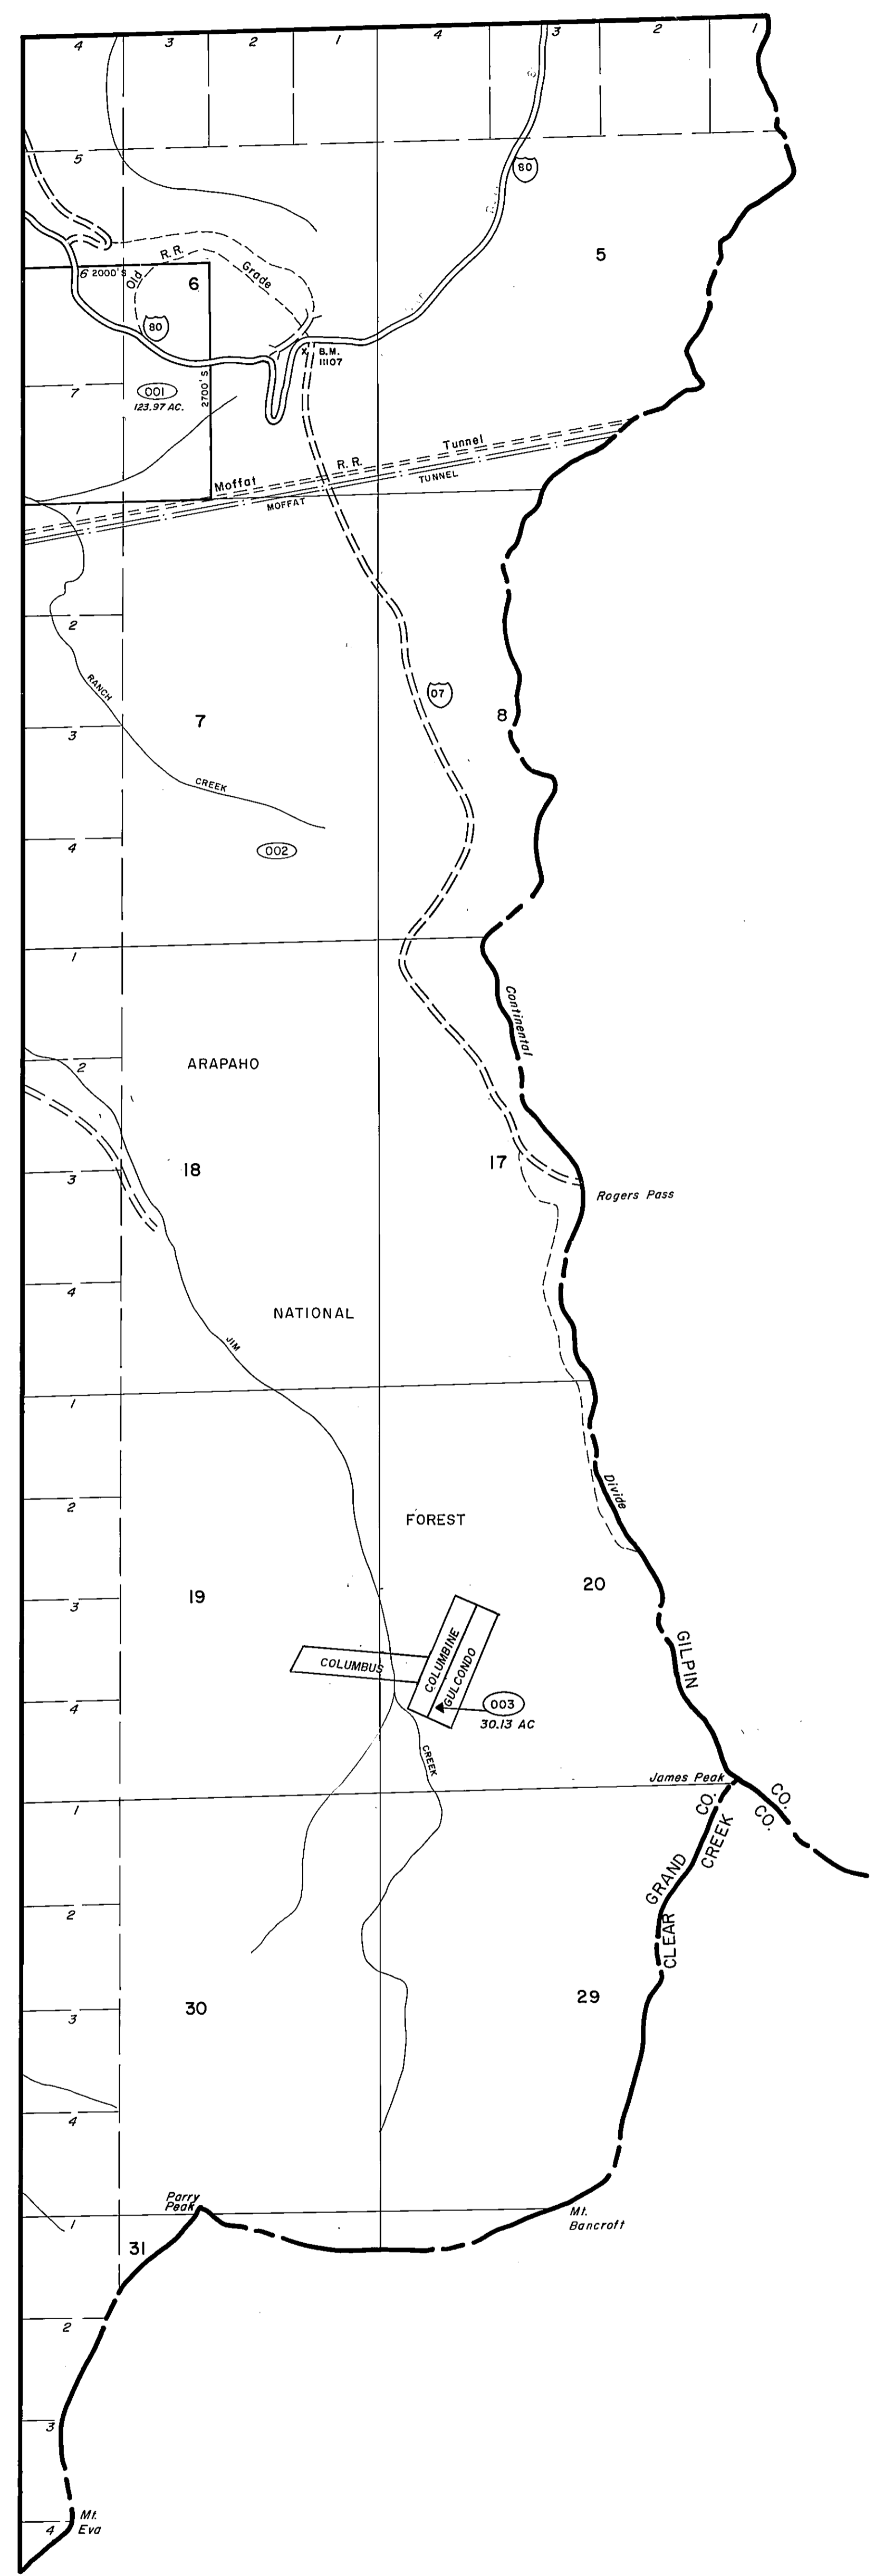 4 3 2 1 4 3 2 1
5
80
5
Old R.R. Grade
6 2000'S
6
80
B.M.
11107
2700'S
7
001
123.97 AC.
Moffat R.R. Tunnel
MOFFAT TUNNEL
1
2
RANCH
07
7
8
3
CREEK
4
002
1
Continental
2
ARAPAHO
18
17
3
Rogers Pass
4
NATIONAL
JIM
1
2
Divide
FOREST
20
19
3
GILPIN
COLUMBINE
GULCONDO
COLUMBUS
4
003
30.13 AC
CREEK
James Peak
CO.
CO.
1
GRAND CO.
CLEAR CREEK
2
30
29
3
4
Parry
Peak
1
Mt.
Bancroft
31
2
3
Mt.
Eva
4